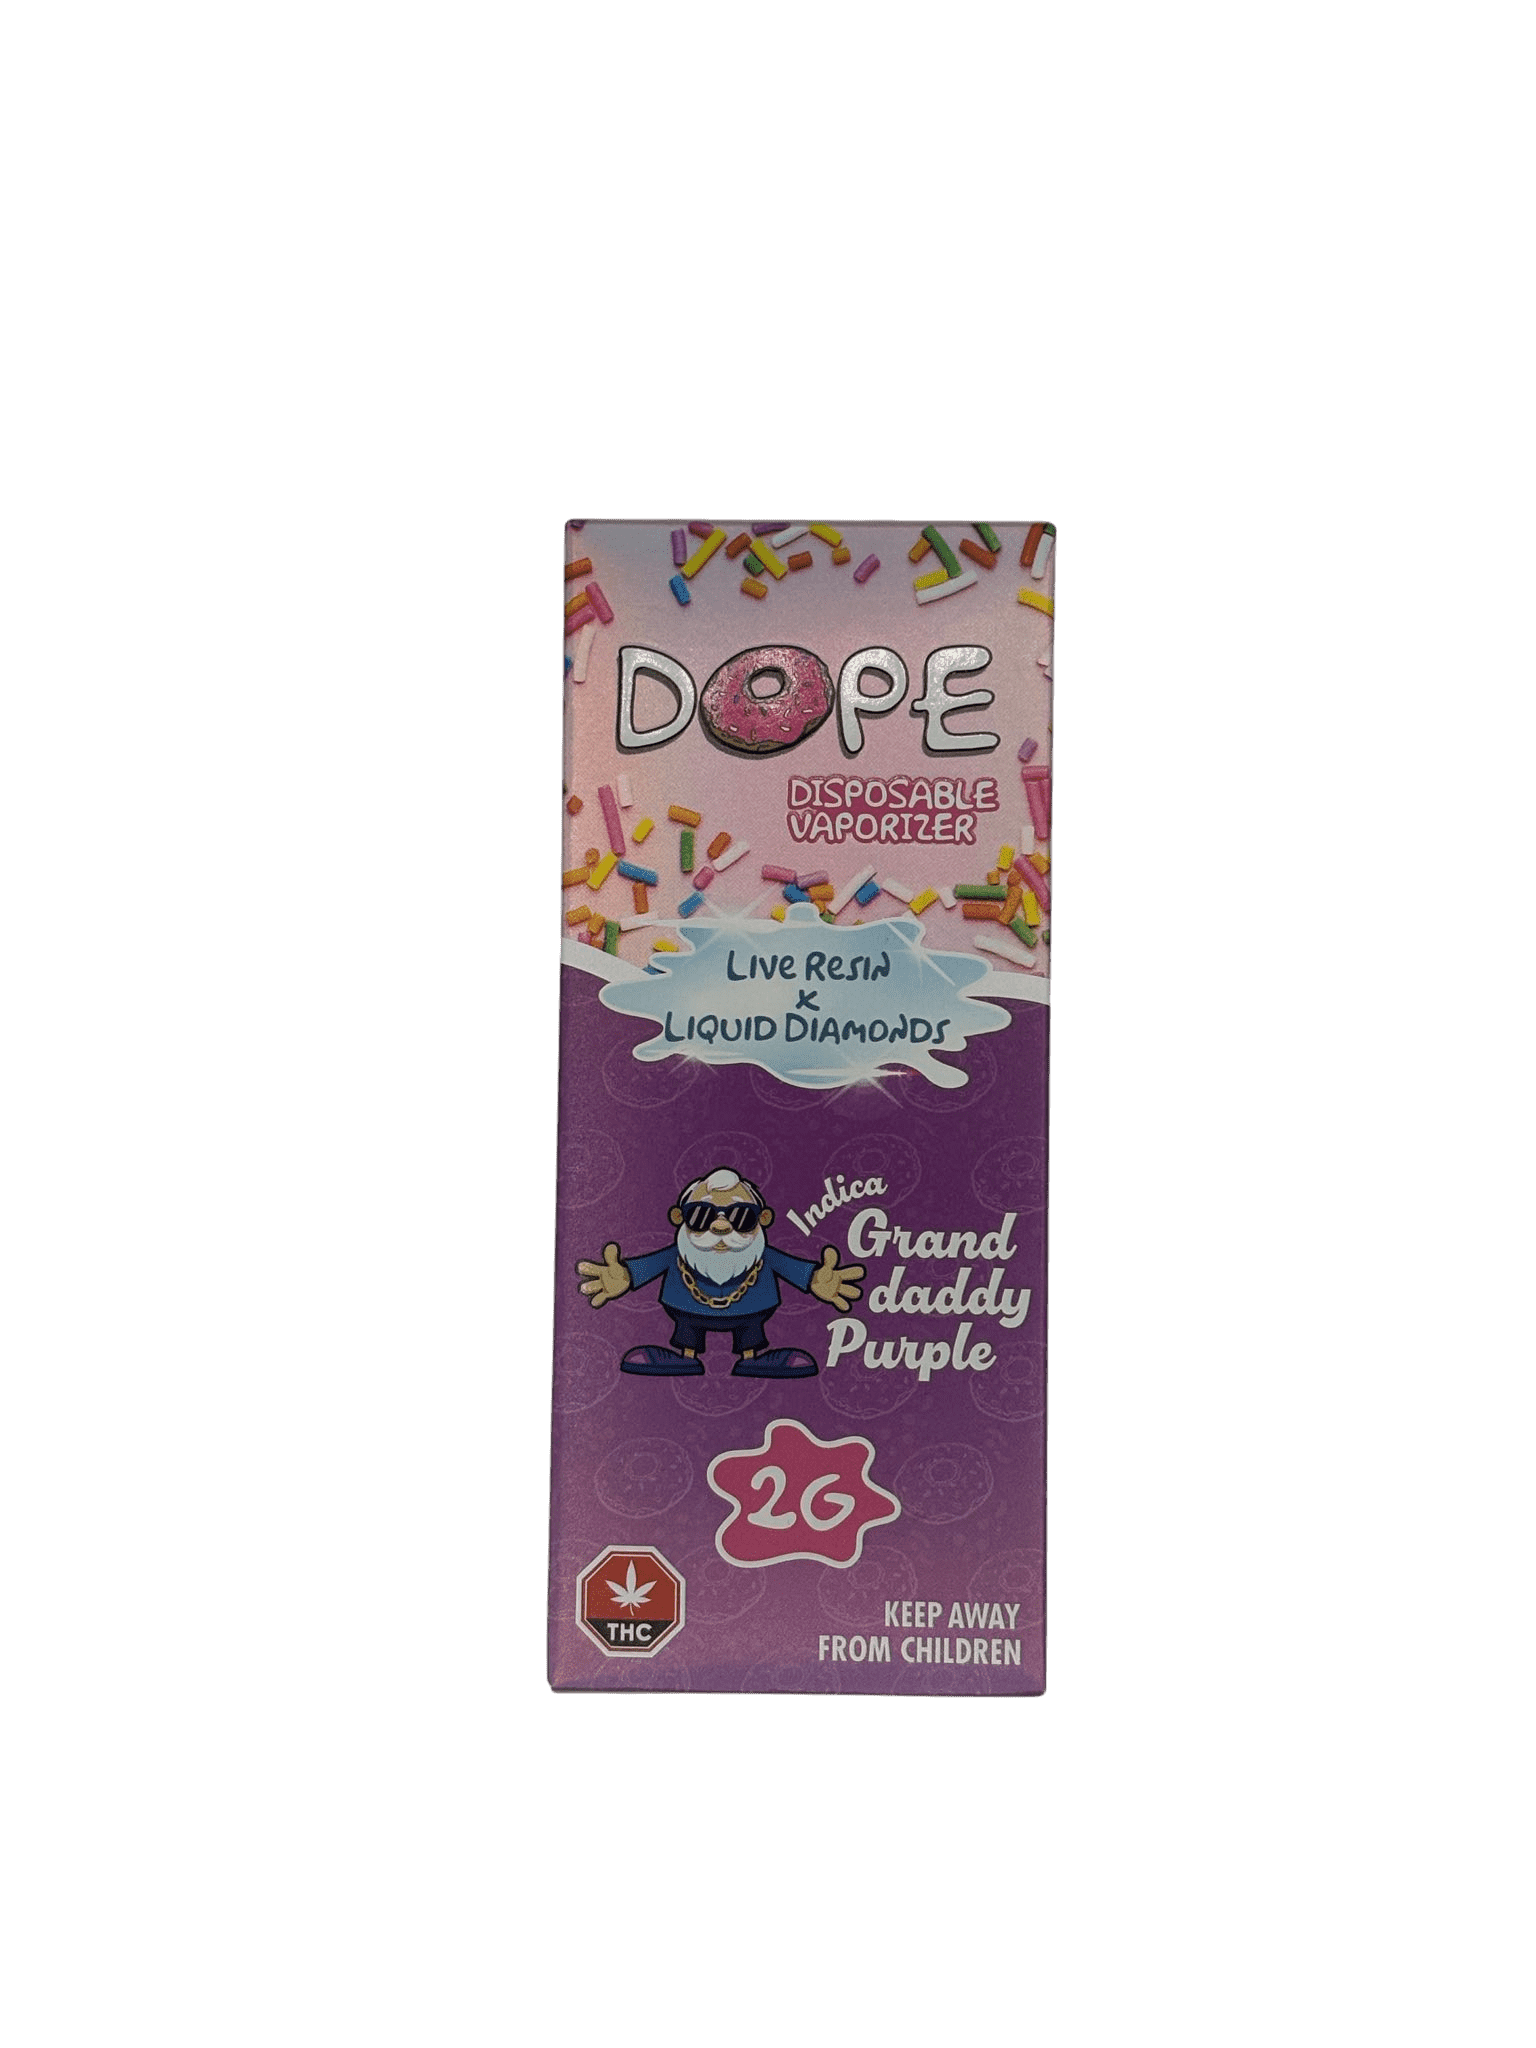 DOPE
DISPOSABLE
VAPORIZER
LIVE RESIN
X
LIQUID DIAMONDS
Indica
Grand
daddy
Purple
2G
THC
KEEP AWAY
FROM CHILDREN